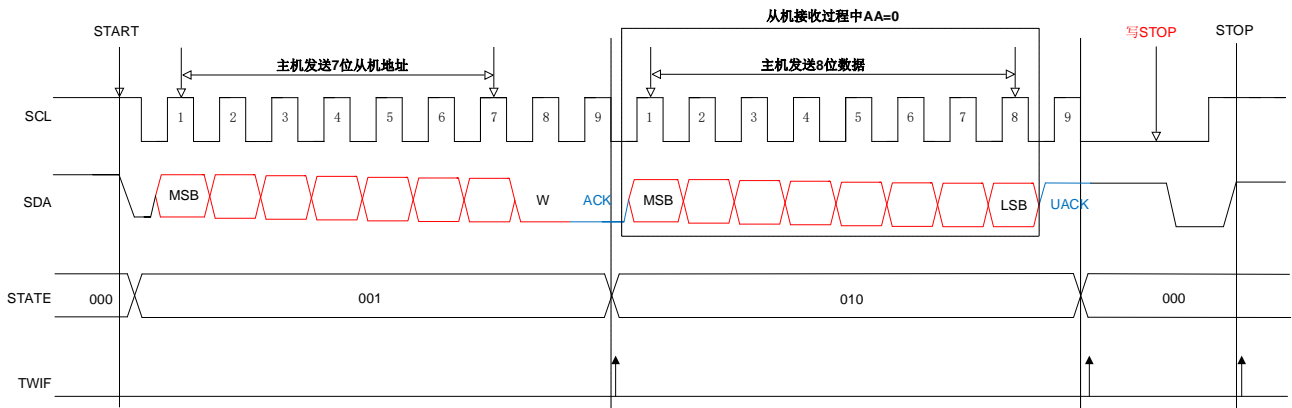 从机接收过程中AA=0
START
写STOP
STOP
主机发送7位从机地址
主机发送8位数据
SCL
1 2 3 4 5 6 7 8 9 1 2 3 4 5 6 7 8 9
SDA
MSB W ACK MSB LSB UACK
STATE
000 001 010 000
TWIF